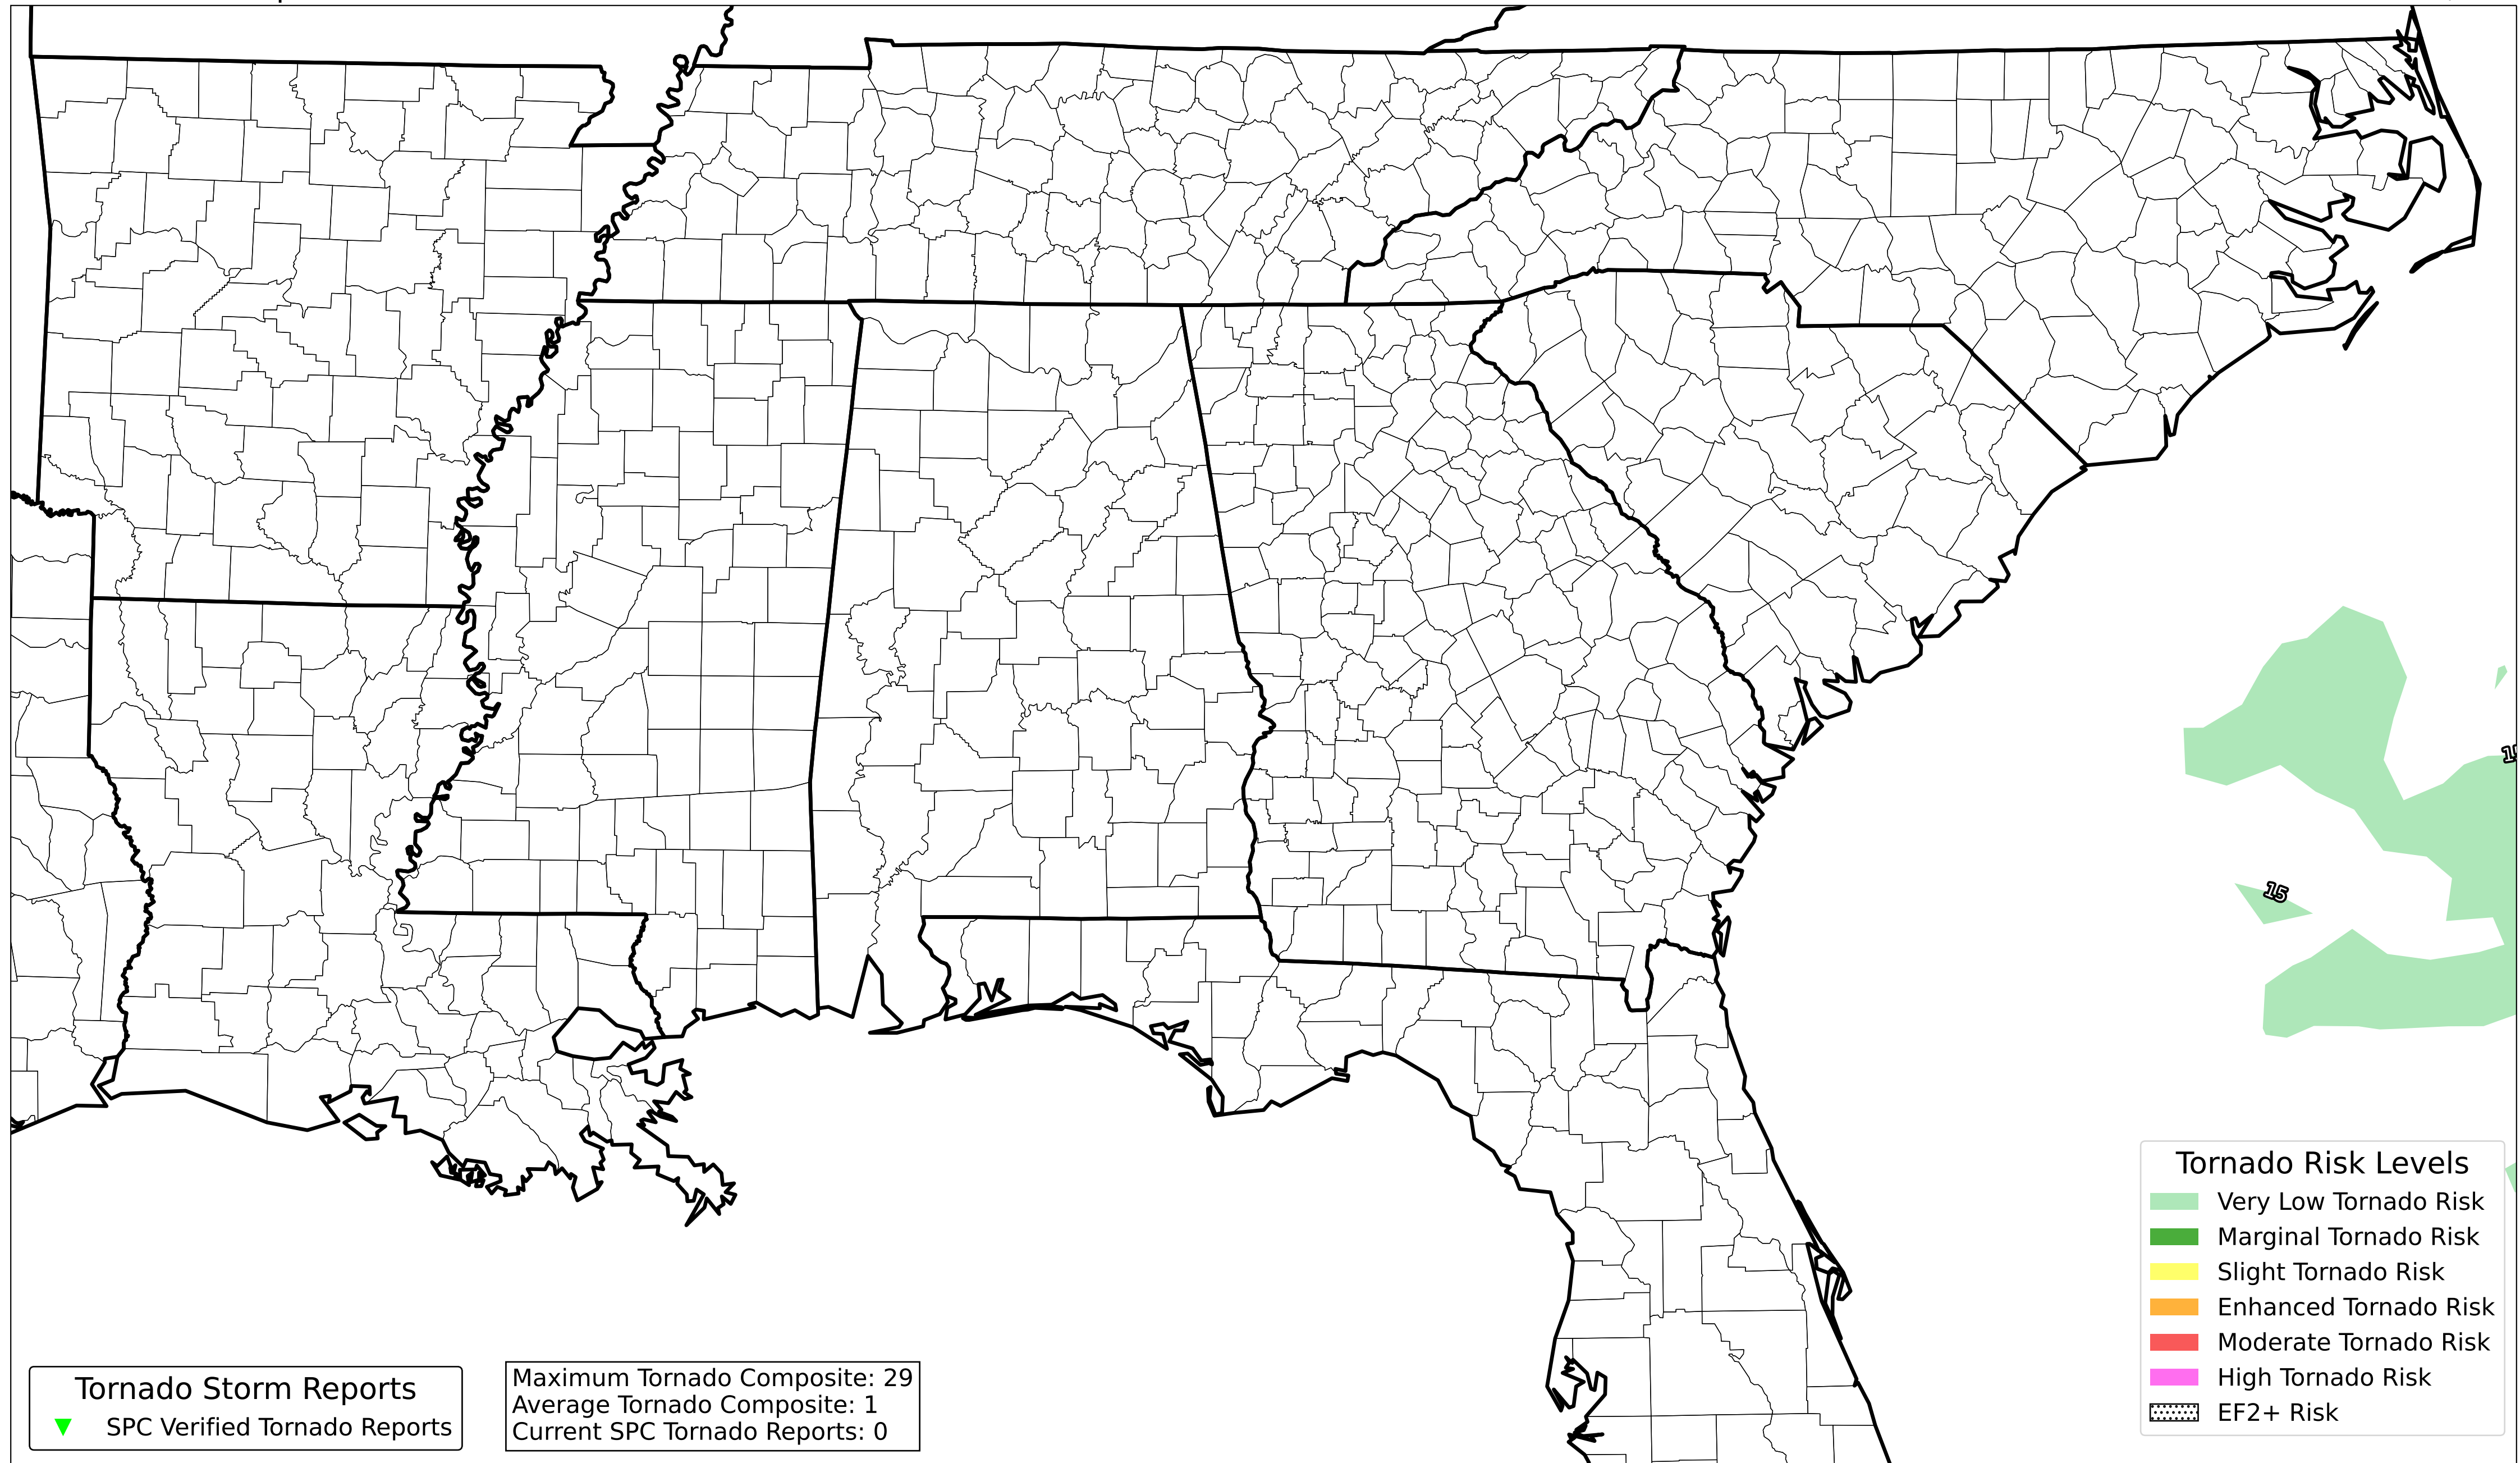 15
Tornado Risk Levels
Very Low Tornado Risk
Marginal Tornado Risk
Slight Tornado Risk
Enhanced Tornado Risk
Moderate Tornado Risk
High Tornado Risk
EF2+ Risk
Tornado Storm Reports
SPC Verified Tornado Reports
Maximum Tornado Composite: 29
Average Tornado Composite: 1
Current SPC Tornado Reports: 0